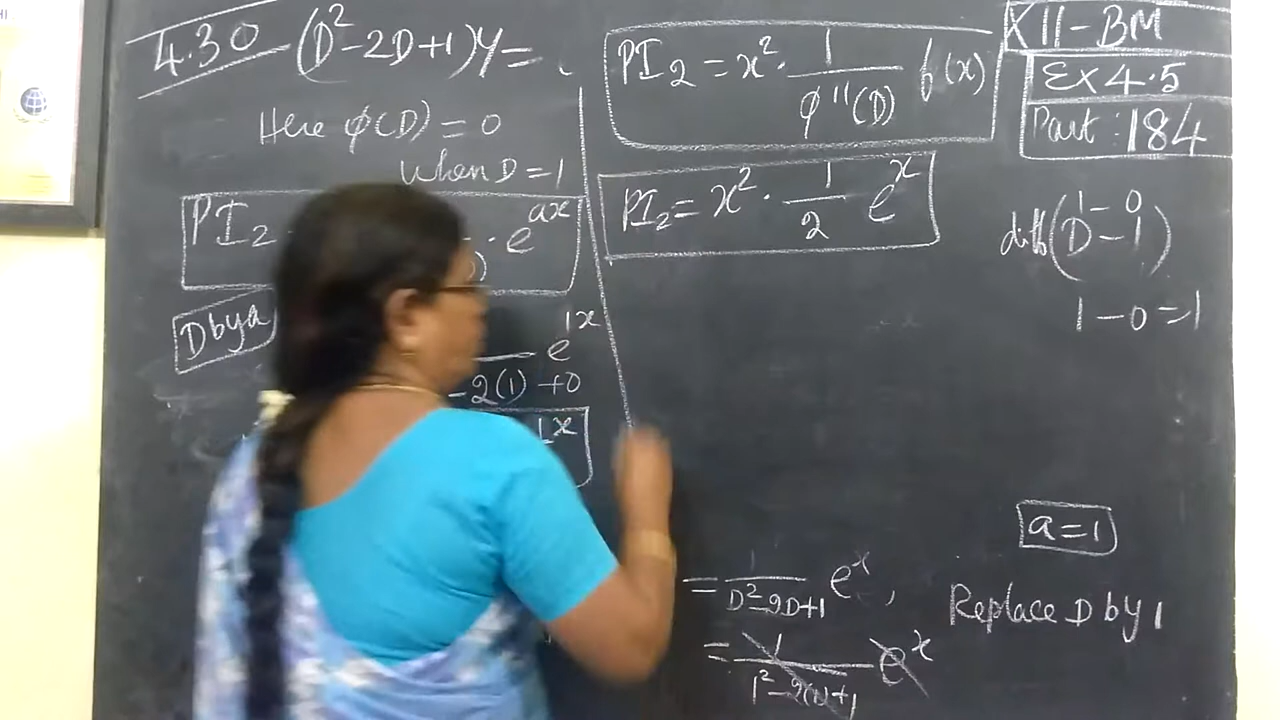 4.30 (D²-2D+1)Y=
Here φ(D) = 0
when D = 1
PI₂ . e^ax
D by a
e^1x
-2(1) +0
1x
PI₂ = x² . 1/φ''(D) f(x)
PI₂ = x² . 1/2 e^x
XII-BM
Ex 4.5
Part : 184
1 - 0
diff (D - 1)
1 - 0 = 1
a = 1
= 1/D²-2D+1 e^x ,
Replace D by 1
= 1/1²-2(1)+1 e^x